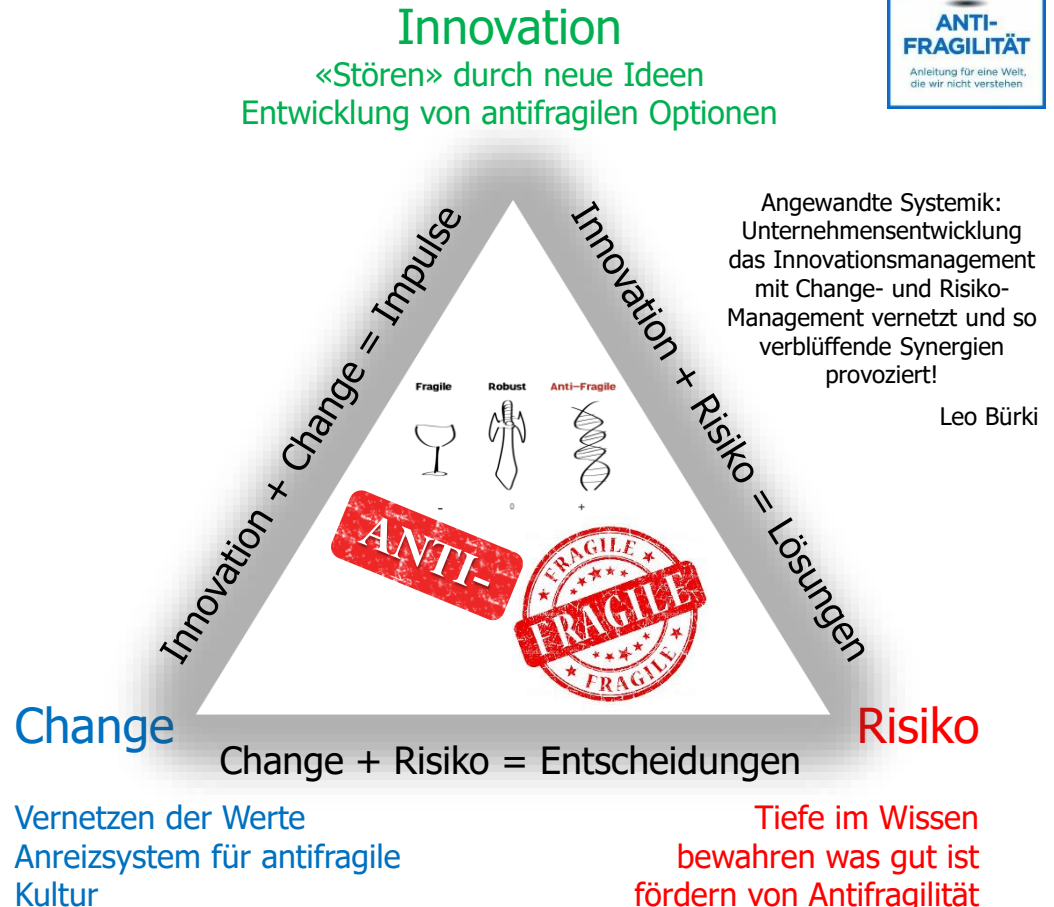 Innovation
«Stören» durch neue Ideen
Entwicklung von antifragilen Optionen
ANTI-
FRAGILITÄT
Anleitung für eine Welt,
die wir nicht verstehen
Angewandte Systemik:
Unternehmensentwicklung
das Innovationsmanagement
mit Change- und Risiko-
Management vernetzt und so
verblüffende Synergien
provoziert!
Leo Bürki
Innovation + Change = Impulse
Innovation + Risiko = Lösungen
Fragile Robust Anti-Fragile
- 0 +
ANTI-
FRAGILE
FRAGILE
FRAGILE
Change
Risiko
Change + Risiko = Entscheidungen
Vernetzen der Werte
Anreizsystem für antifragile
Kultur
Tiefe im Wissen
bewahren was gut ist
fördern von Antifragilität